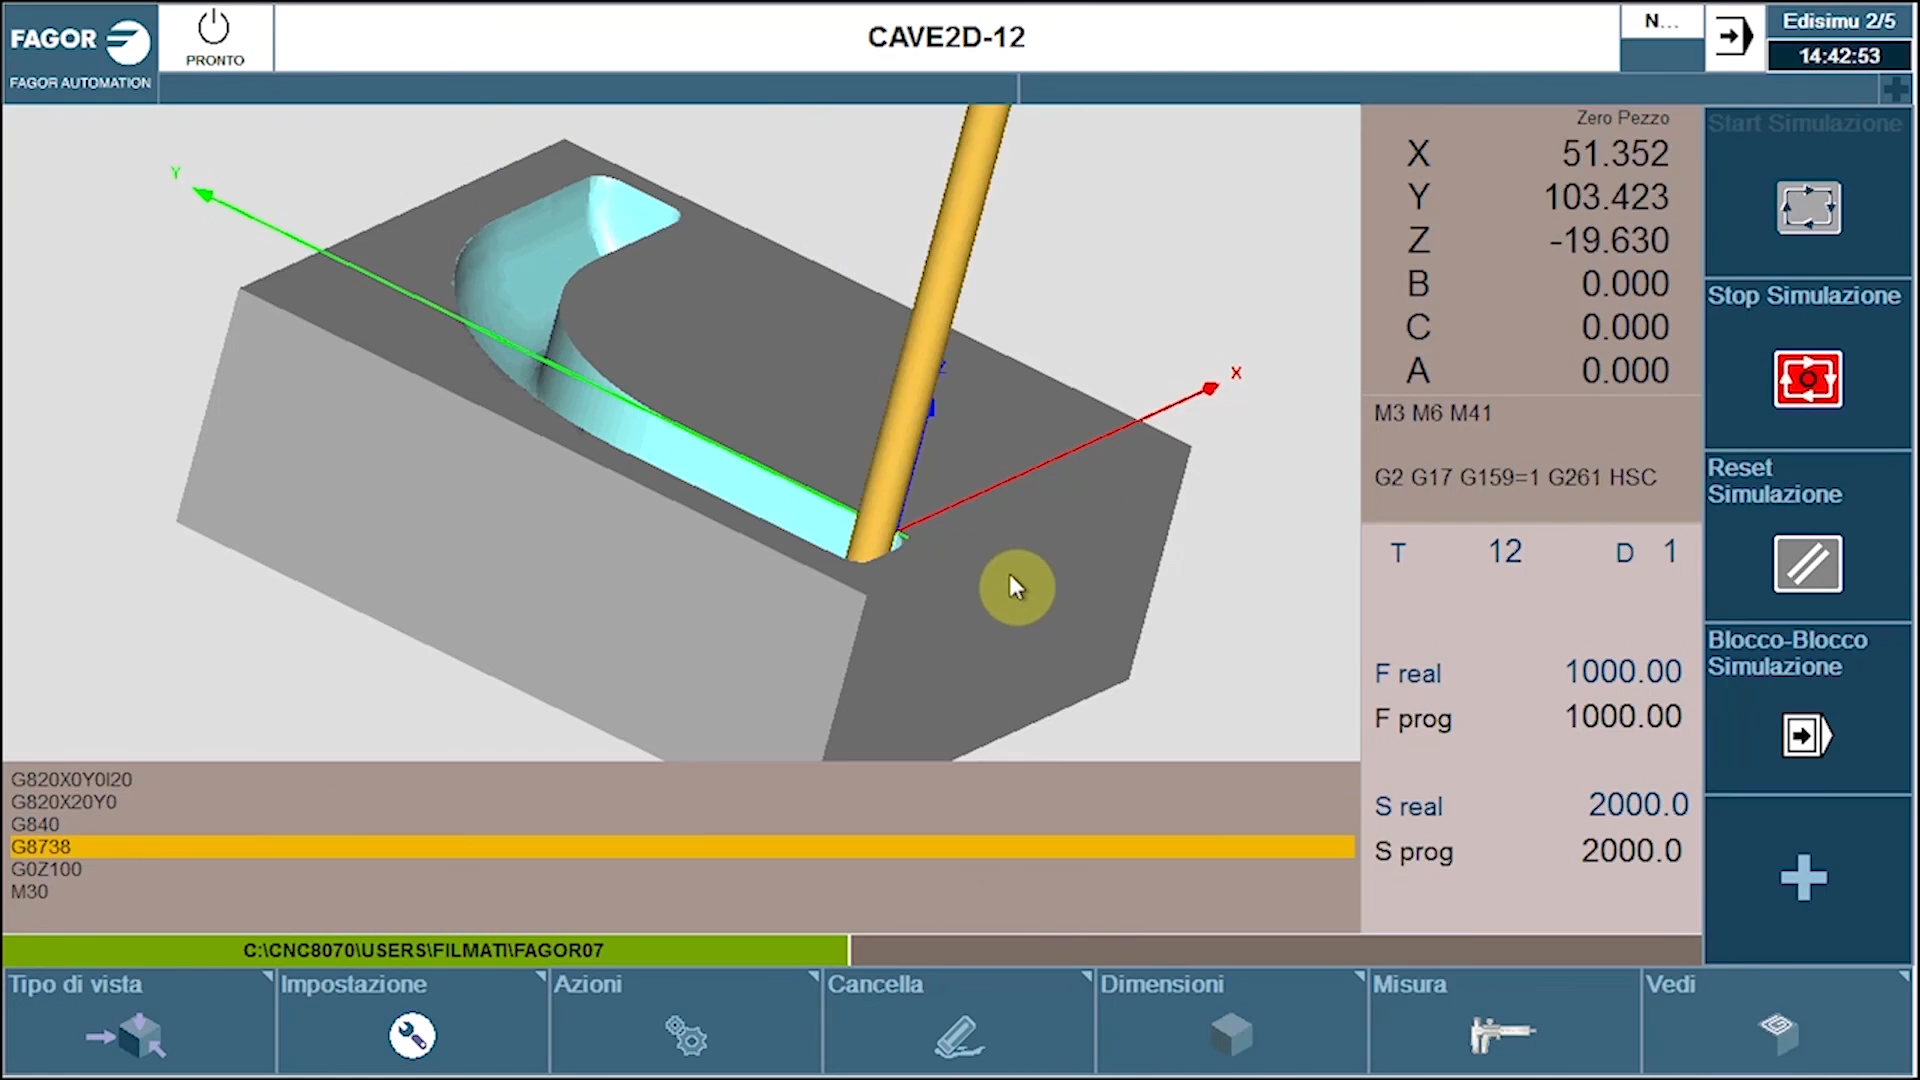 FAGOR
FAGOR AUTOMATION
PRONTO
CAVE2D-12
N...
Edisimu 2/5
14:42:53
Y
X
Z
Zero Pezzo
X 51.352
Y 103.423
Z -19.630
B 0.000
C 0.000
A 0.000
M3 M6 M41
G2 G17 G159=1 G261 HSC
T 12 D 1
F real 1000.00
F prog 1000.00
S real 2000.0
S prog 2000.0
Start Simulazione
Stop Simulazione
Reset
Simulazione
Blocco-Blocco
Simulazione
G820X0Y0I20
G820X20Y0
G840
G8738
G0Z100
M30
C:\CNC8070\USERS\FILMATI\FAGOR07
Tipo di vista
Impostazione
Azioni
Cancella
Dimensioni
Misura
Vedi